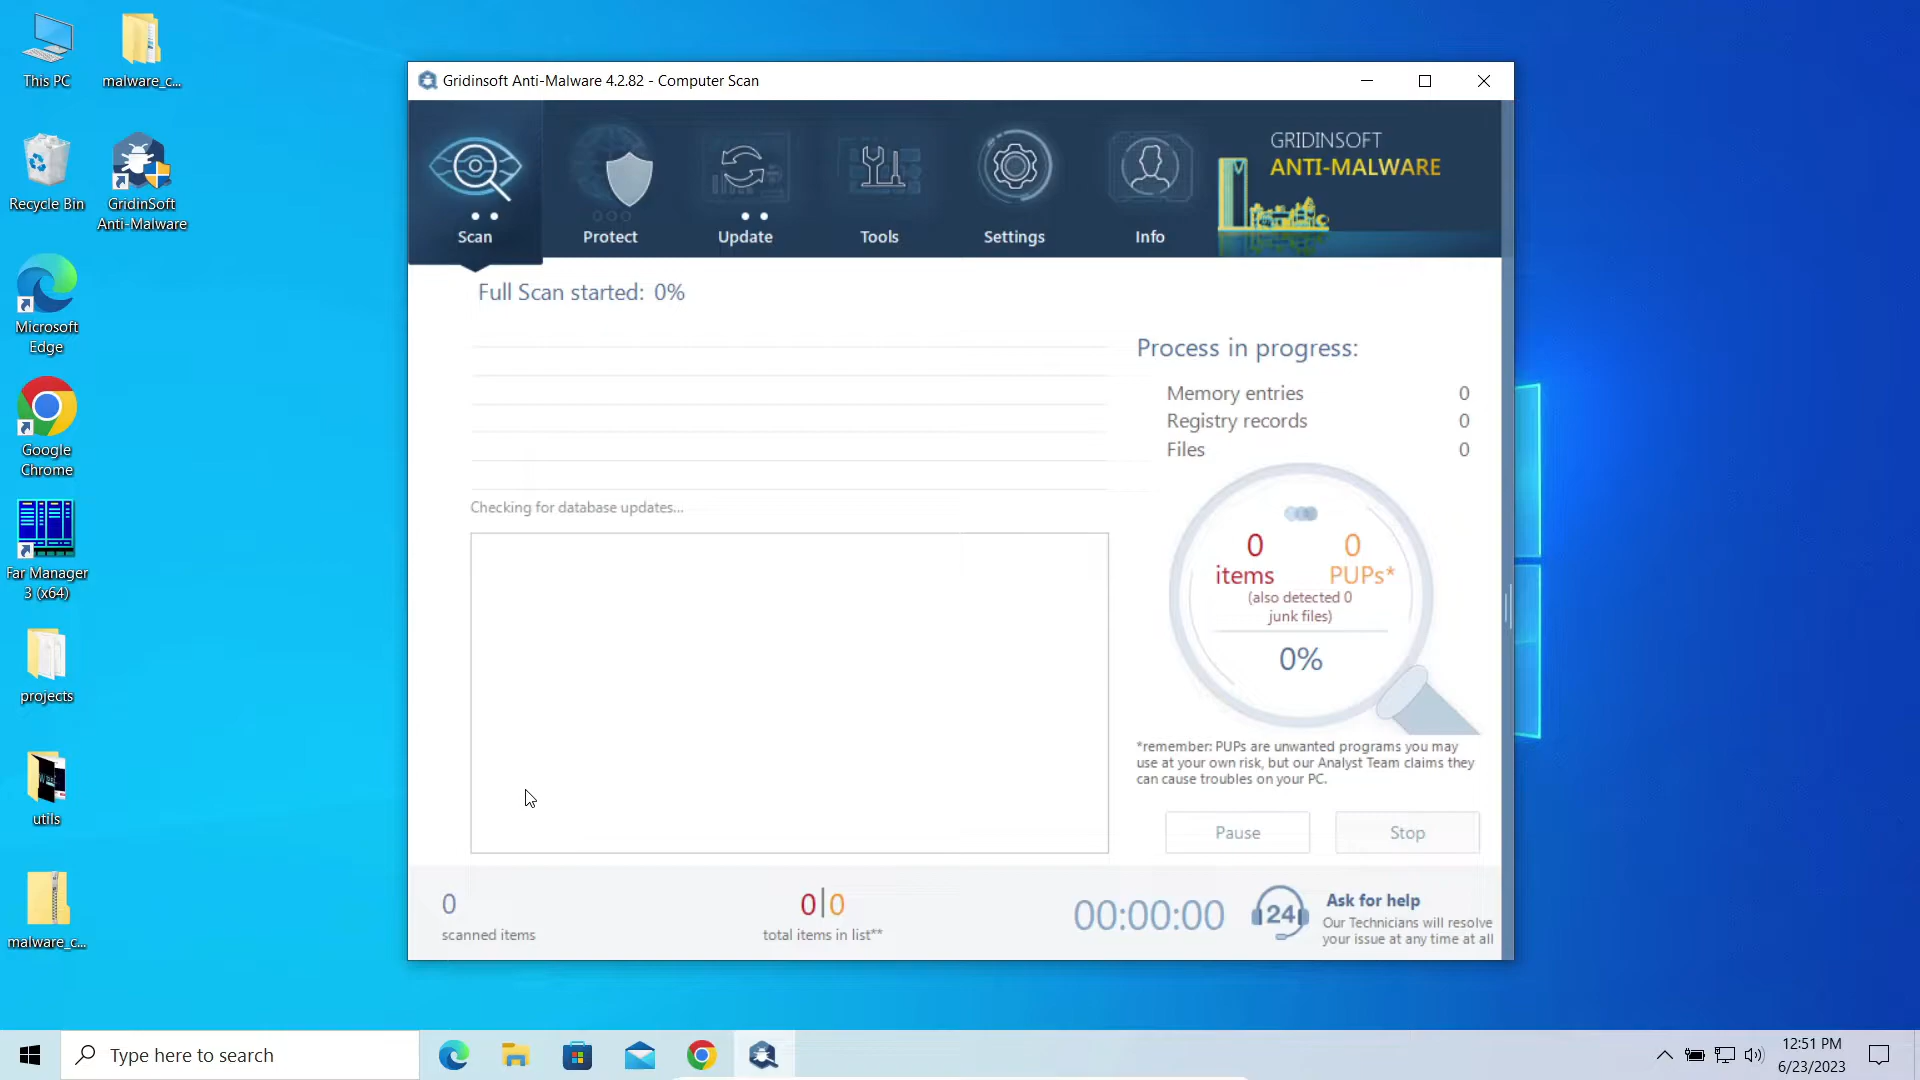 This PC
malware_c...
Recycle Bin
GridinSoft
Anti-Malware
Microsoft
Edge
Google
Chrome
Far Manager
3 (x64)
projects
utils
malware_c...
Gridinsoft Anti-Malware 4.2.82 - Computer Scan
Scan
Protect
Update
Tools
Settings
Info
GRIDINSOFT
ANTI-MALWARE
Full Scan started: 0%
Checking for database updates...
Process in progress:
Memory entries 0
Registry records 0
Files 0
0 0
items PUPs*
(also detected 0
junk files)
0%
*remember: PUPs are unwanted programs you may
use at your own risk, but our Analyst Team claims they
can cause troubles on your PC.
Pause
Stop
0
scanned items
0|0
total items in list**
00:00:00
24
Ask for help
Our Technicians will resolve
your issue at any time at all
Type here to search
12:51 PM
6/23/2023